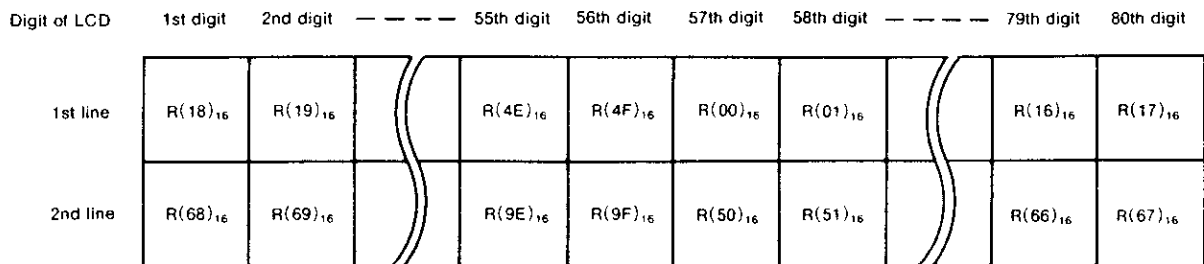 Digit of LCD 1st digit 2nd digit 55th digit 56th digit 57th digit 58th digit 79th digit 80th digit
1st line R(18)₁₆ R(19)₁₆ R(4E)₁₆ R(4F)₁₆ R(00)₁₆ R(01)₁₆ R(16)₁₆ R(17)₁₆
2nd line R(68)₁₆ R(69)₁₆ R(9E)₁₆ R(9F)₁₆ R(50)₁₆ R(51)₁₆ R(66)₁₆ R(67)₁₆